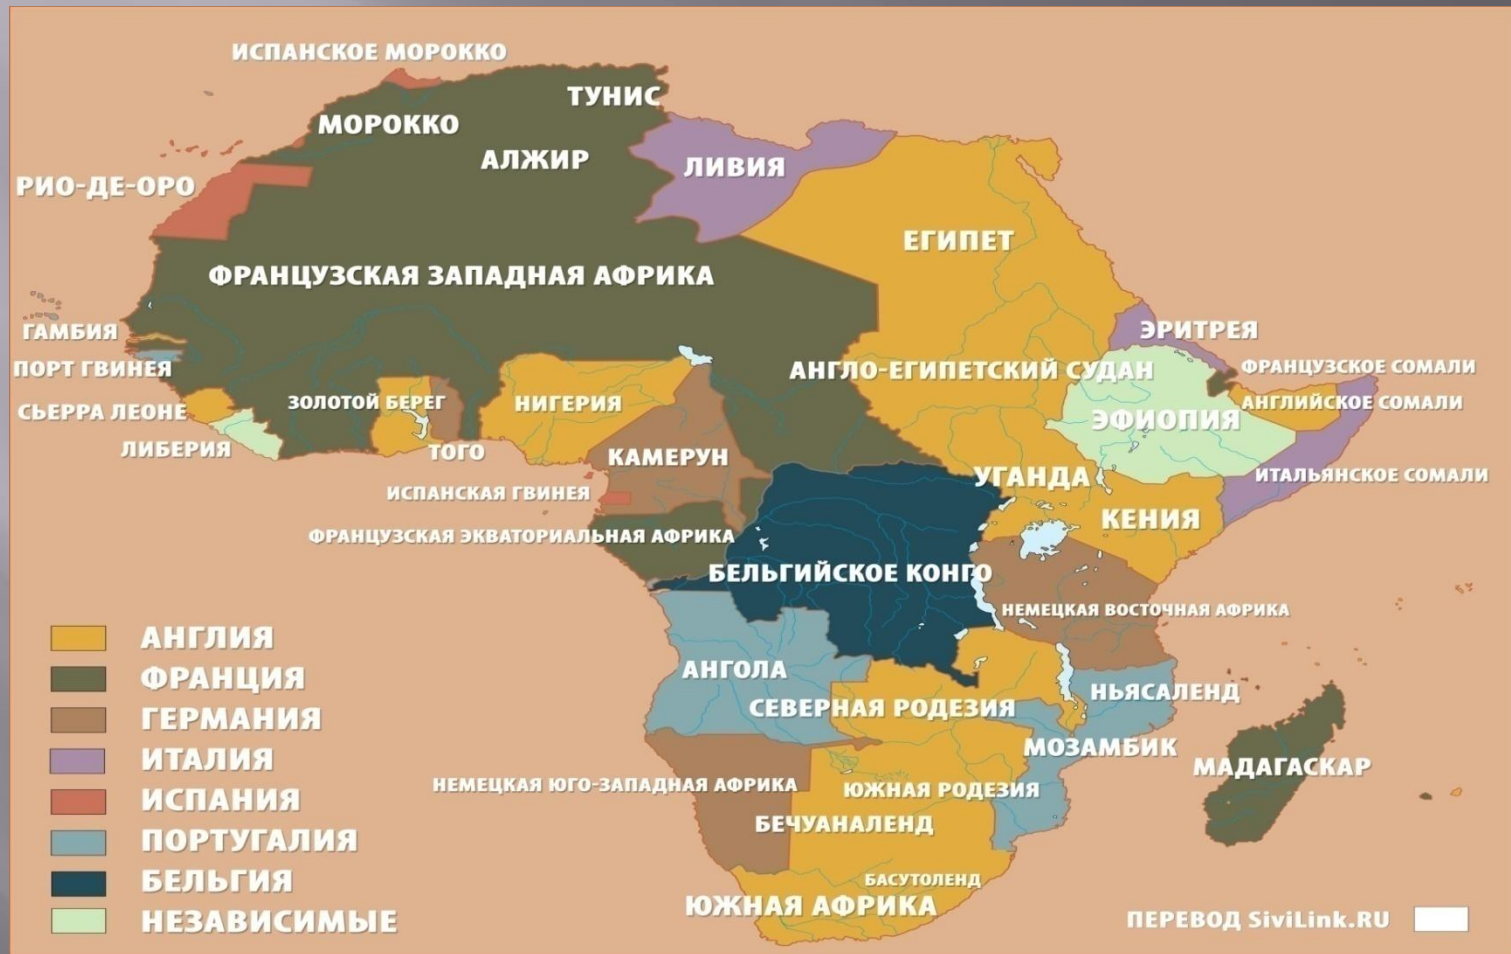 ИСПАНСКОЕ МОРОККО
ТУНИС
МОРОККО
АЛЖИР
ЛИВИЯ
РИО-ДЕ-ОРО
ЕГИПЕТ
ФРАНЦУЗСКАЯ ЗАПАДНАЯ АФРИКА
ГАМБИЯ
ЭРИТРЕЯ
ПОРТ ГВИНЕЯ
АНГЛО-ЕГИПЕТСКИЙ СУДАН
ФРАНЦУЗСКОЕ СОМАЛИ
СЬЕРРА ЛЕОНЕ
ЗОЛОТОЙ БЕРЕГ
НИГЕРИЯ
АНГЛИЙСКОЕ СОМАЛИ
ЭФИОПИЯ
ЛИБЕРИЯ
ТОГО
КАМЕРУН
УГАНДА
ИТАЛЬЯНСКОЕ СОМАЛИ
ИСПАНСКАЯ ГВИНЕЯ
КЕНИЯ
ФРАНЦУЗСКАЯ ЭКВАТОРИАЛЬНАЯ АФРИКА
БЕЛЬГИЙСКОЕ КОНГО
НЕМЕЦКАЯ ВОСТОЧНАЯ АФРИКА
АНГОЛА
НЬЯСАЛЕНД
СЕВЕРНАЯ РОДЕЗИЯ
МОЗАМБИК
МАДАГАСКАР
НЕМЕЦКАЯ ЮГО-ЗАПАДНАЯ АФРИКА
ЮЖНАЯ РОДЕЗИЯ
БЕЧУАНАЛЕНД
БАСУТОЛЕНД
ЮЖНАЯ АФРИКА
АНГЛИЯ
ФРАНЦИЯ
ГЕРМАНИЯ
ИТАЛИЯ
ИСПАНИЯ
ПОРТУГАЛИЯ
БЕЛЬГИЯ
НЕЗАВИСИМЫЕ
ПЕРЕВОД SiviLink.RU